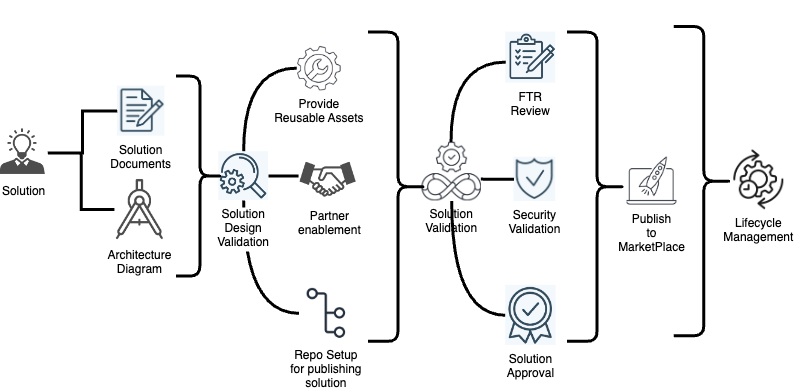 Solution
Solution
Documents
Architecture
Diagram
Solution
Design
Validation
Provide
Reusable Assets
Partner
enablement
Repo Setup
for publishing
solution
Solution
Validation
FTR
Review
Security
Validation
Solution
Approval
Publish
to
MarketPlace
Lifecycle
Management